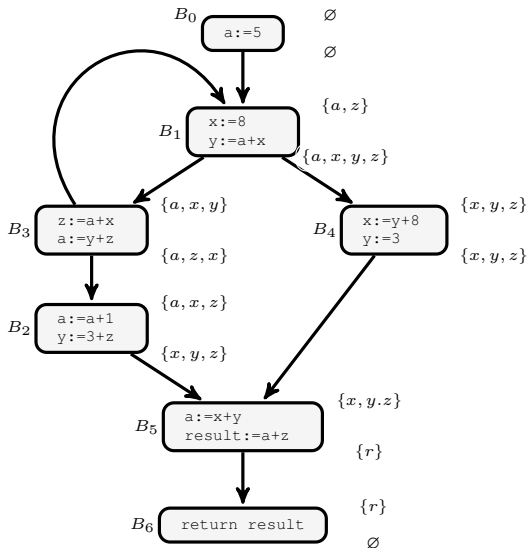 B₀
∅
a:=5
∅
{a, z}
B₁
x:=8
y:=a+x
{a, x, y, z}
{a, x, y}
B₃
z:=a+x
a:=y+z
{a, z, x}
{x, y, z}
B₄
x:=y+8
y:=3
{x, y, z}
{a, x, z}
B₂
a:=a+1
y:=3+z
{x, y, z}
{x, y.z}
B₅
a:=x+y
result:=a+z
{r}
{r}
B₆
return result
∅